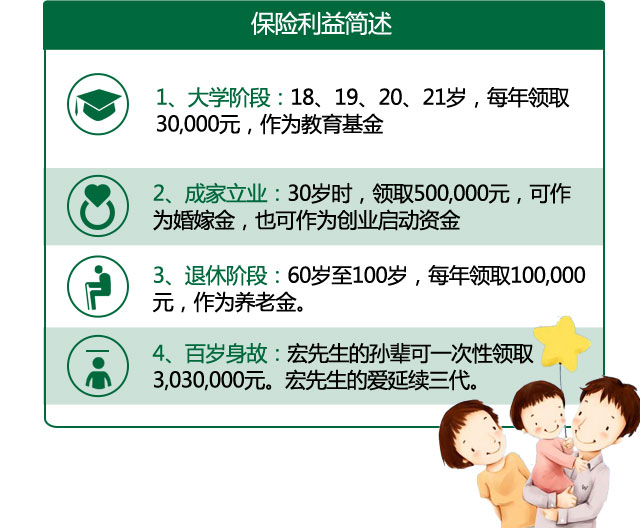 保险利益简述
1、大学阶段：18、19、20、21岁，每年领取
30,000元，作为教育基金
2、成家立业：30岁时，领取500,000元，可作
为婚嫁金，也可作为创业启动资金
3、退休阶段：60岁至100岁，每年领取100,000
元，作为养老金。
4、百岁身故：宏先生的孙辈可一次性领取
3,030,000元。宏先生的爱延续三代。